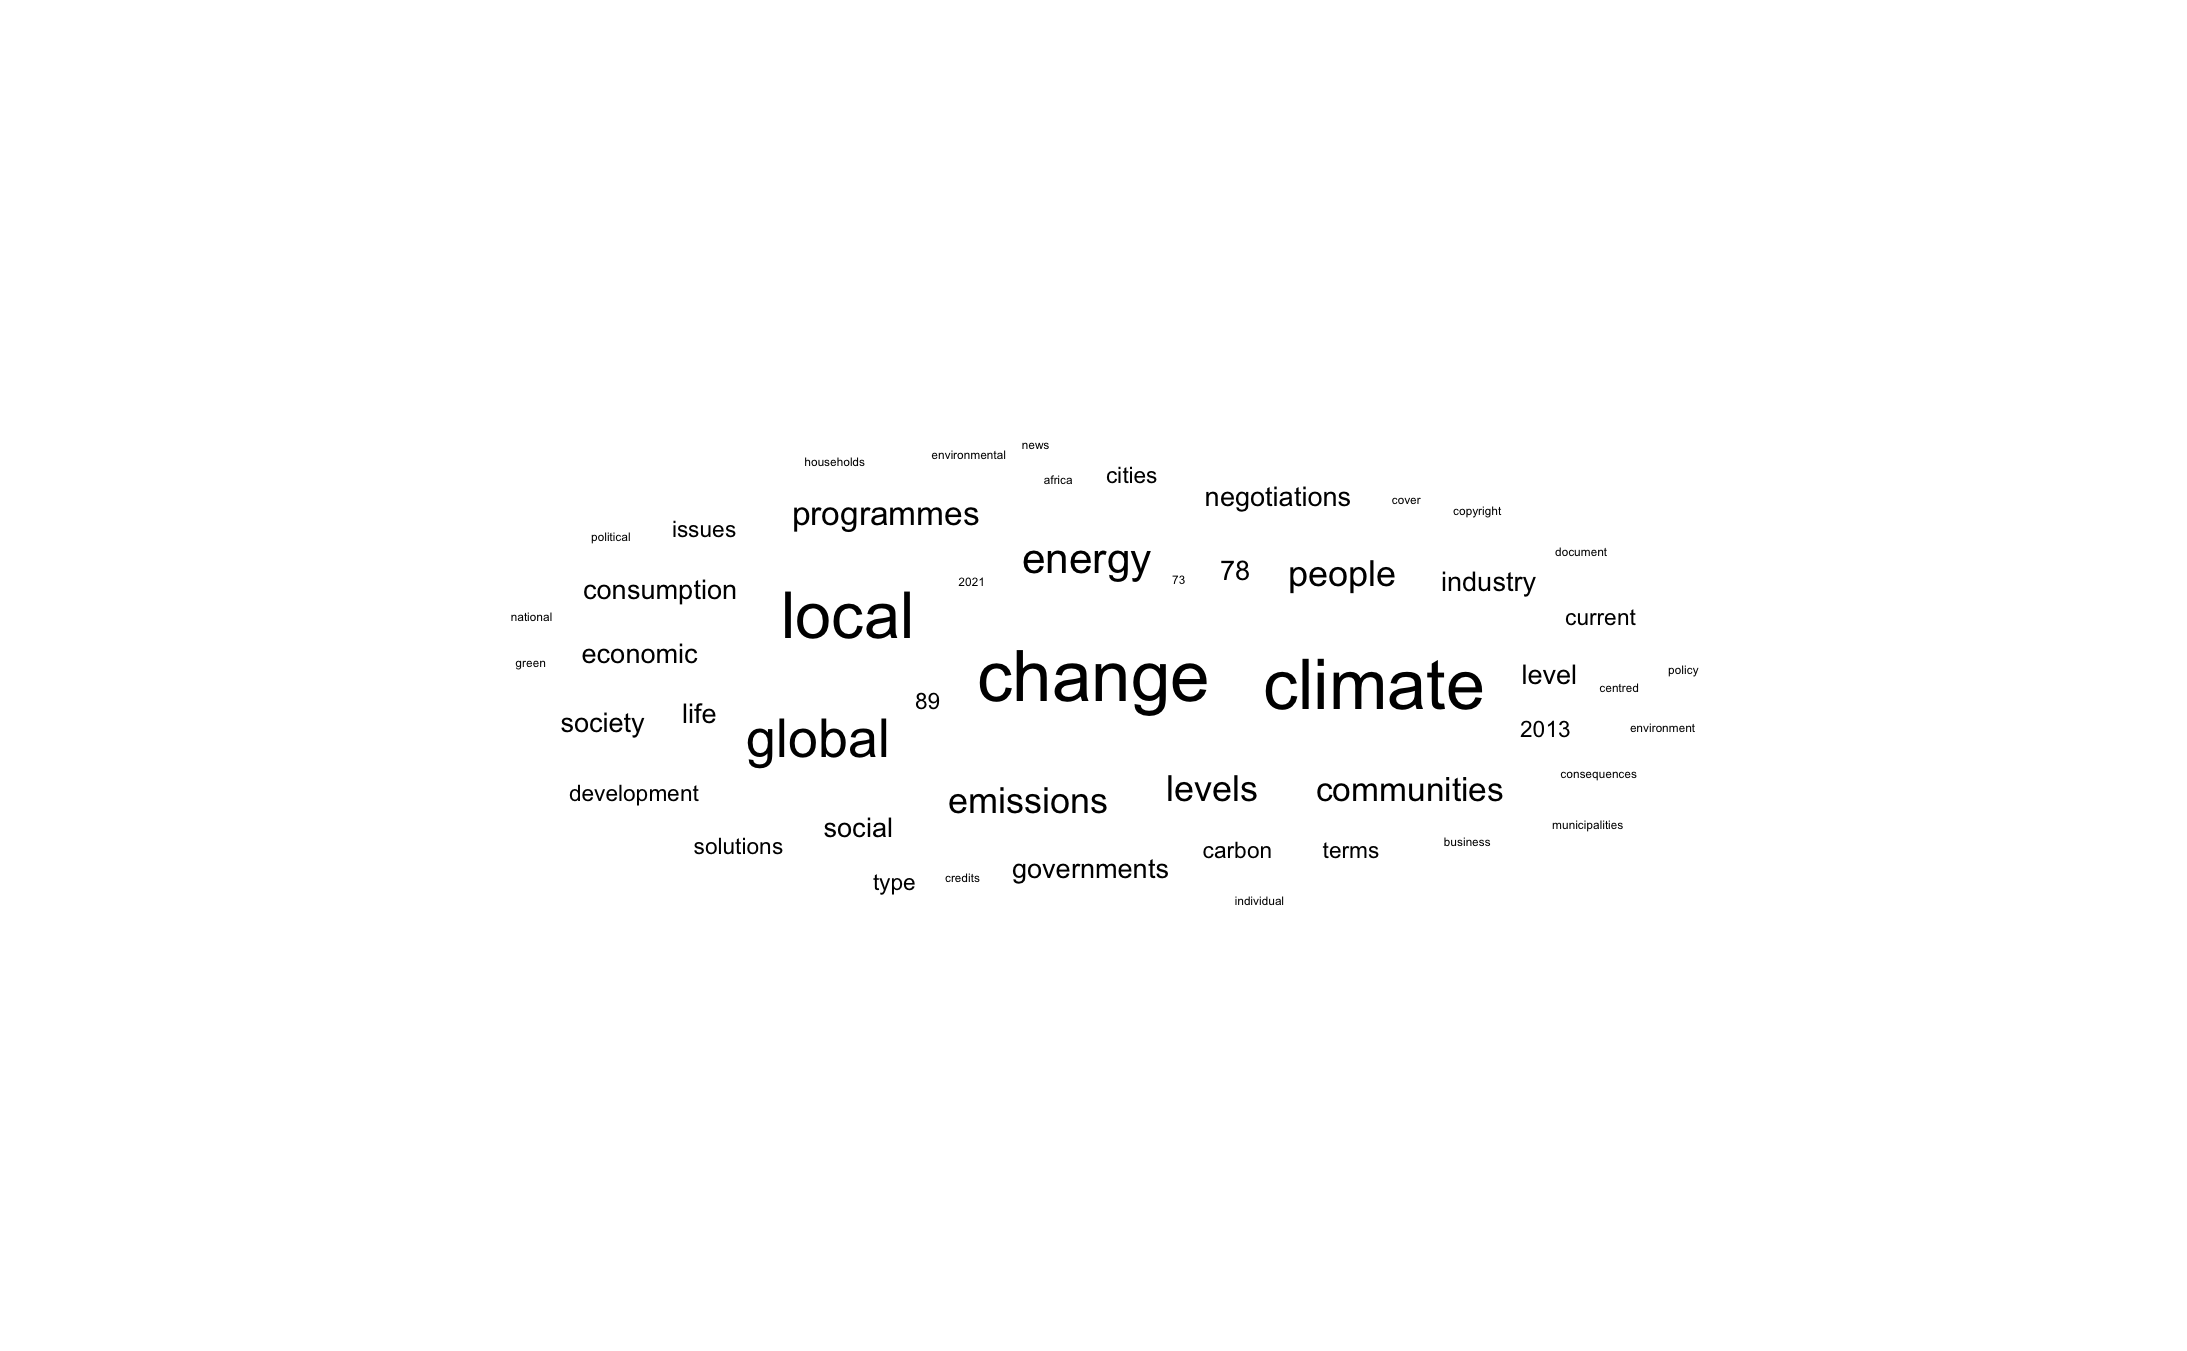 news
households environmental
africa cities
programmes negotiations cover copyright
political issues
energy document
consumption 2021 73 78 people industry
national local current
green economic
change climate level policy
centred
society life 89 2013 environment
global
development emissions levels communities consequences
solutions social municipalities
carbon terms business
type credits governments
individual